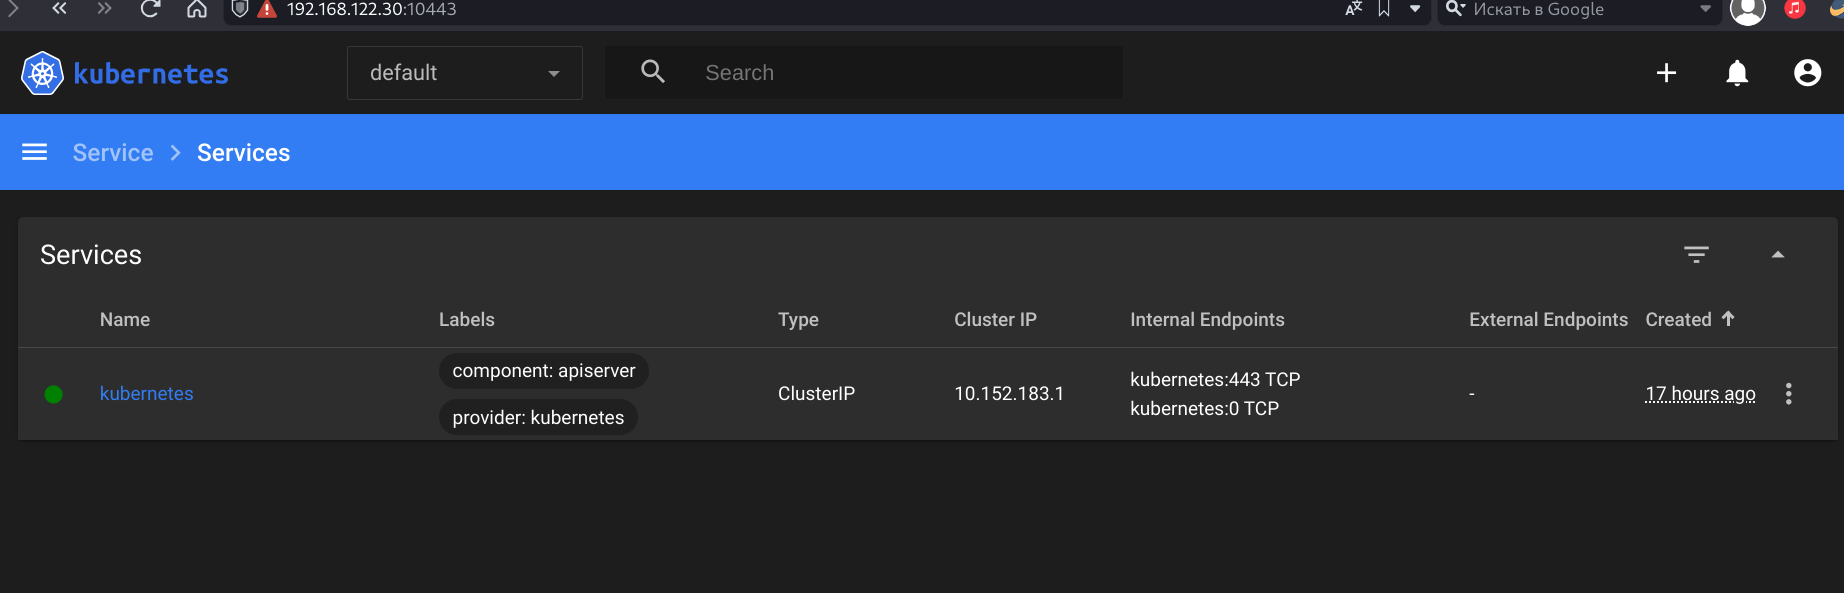 192.168.122.30:10443
Искать в Google
kubernetes
default
Search
Service
Services
Services
Name
Labels
Type
Cluster IP
Internal Endpoints
External Endpoints
Created
kubernetes
component: apiserver
provider: kubernetes
ClusterIP
10.152.183.1
kubernetes:443 TCP
kubernetes:0 TCP
-
17 hours ago